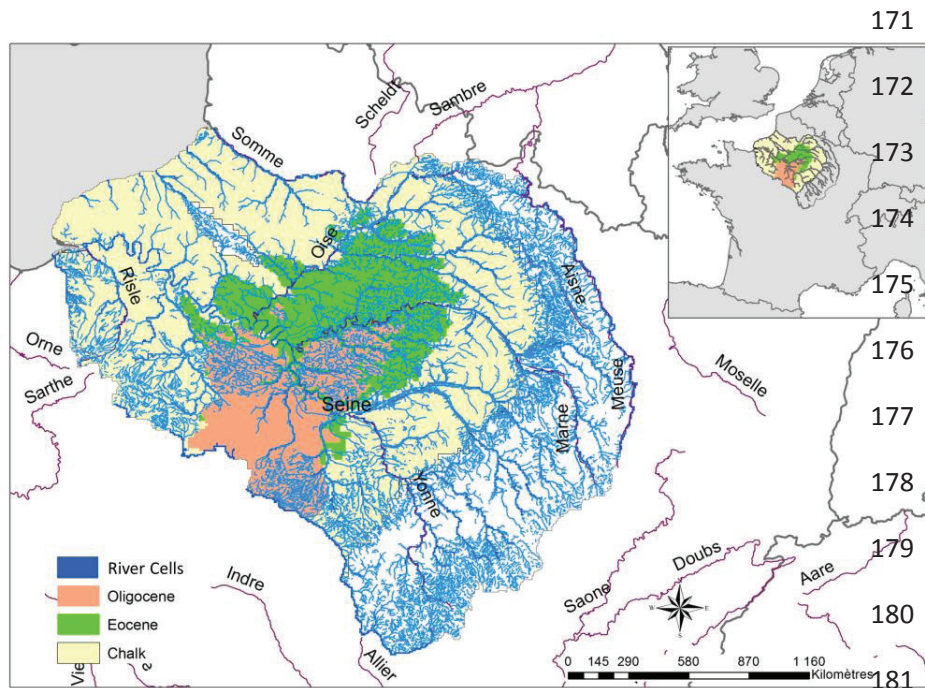 171
172
173
174
175
176
177
178
179
180
181
Scheldt
Sambre
Somme
Oise
Aisne
Risle
Orne
Sarthe
Seine
Marne
Meuse
Moselle
Yonne
Indre
Allier
Saone
Doubs
Aare
Vie
s
River Cells
Oligocene
Eocene
Chalk
N
W E
S
0 145 290 580 870 1 160
Kilomètres